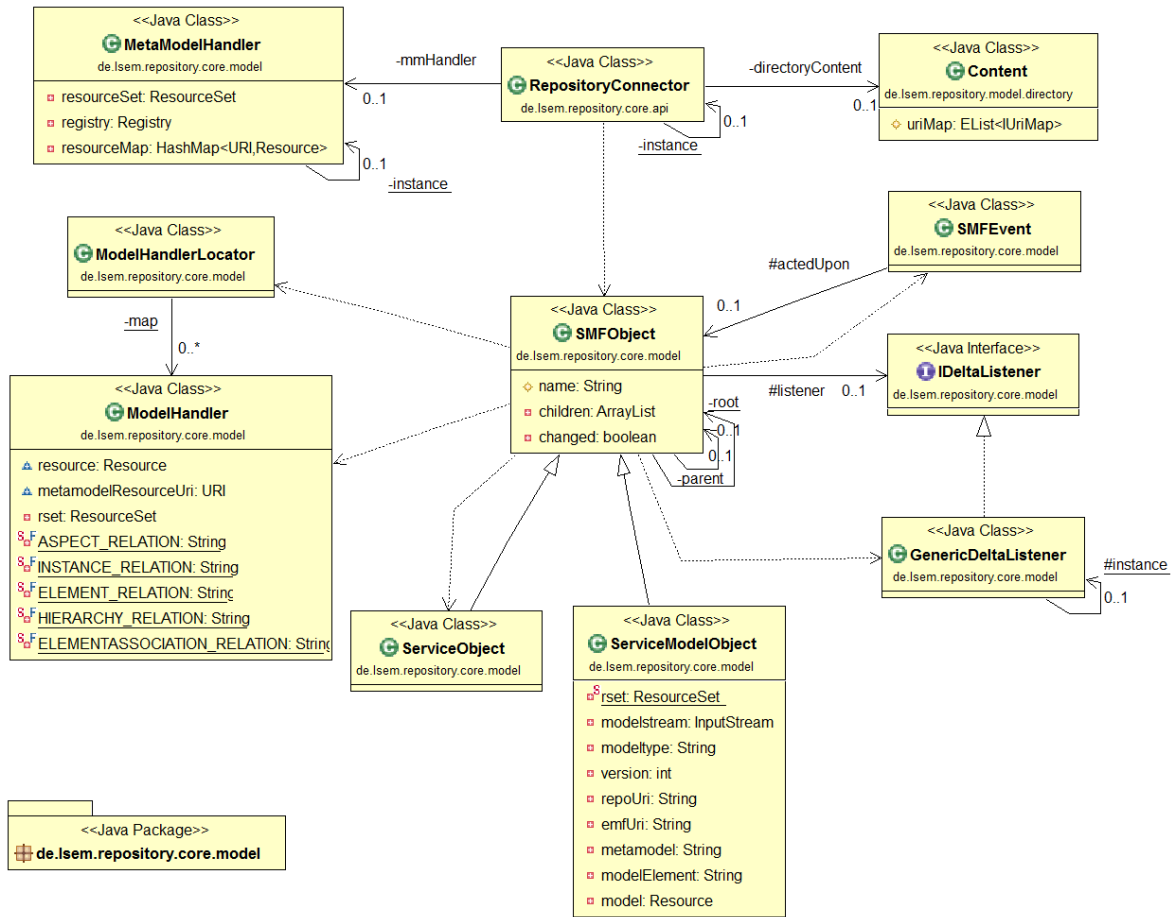 <<Java Class>>
MetaModelHandler
de.lsem.repository.core.model
resourceSet: ResourceSet
registry: Registry
resourceMap: HashMap<URI,Resource>
0..1
-instance
-mmHandler
0..1
<<Java Class>>
RepositoryConnector
de.lsem.repository.core.api
0..1
-instance
-directoryContent
0..1
<<Java Class>>
Content
de.lsem.repository.model.directory
uriMap: EList<IUriMap>
<<Java Class>>
ModelHandlerLocator
de.lsem.repository.core.model
-map
0..*
<<Java Class>>
SMFEvent
de.lsem.repository.core.model
#actedUpon
0..1
<<Java Class>>
SMFObject
de.lsem.repository.core.model
name: String
children: ArrayList
changed: boolean
#listener
0..1
-root
0..1
0..1
-parent
<<Java Interface>>
IDeltaListener
de.lsem.repository.core.model
<<Java Class>>
ModelHandler
de.lsem.repository.core.model
resource: Resource
metamodelResourceUri: URI
rset: ResourceSet
ASPECT_RELATION: String
INSTANCE_RELATION: String
ELEMENT_RELATION: String
HIERARCHY_RELATION: String
ELEMENTASSOCIATION_RELATION: String
<<Java Class>>
GenericDeltaListener
de.lsem.repository.core.model
#instance
0..1
<<Java Class>>
ServiceObject
de.lsem.repository.core.model
<<Java Class>>
ServiceModelObject
de.lsem.repository.core.model
rset: ResourceSet
modelstream: InputStream
modeltype: String
version: int
repoUri: String
emfUri: String
metamodel: String
modelElement: String
model: Resource
<<Java Package>>
de.lsem.repository.core.model